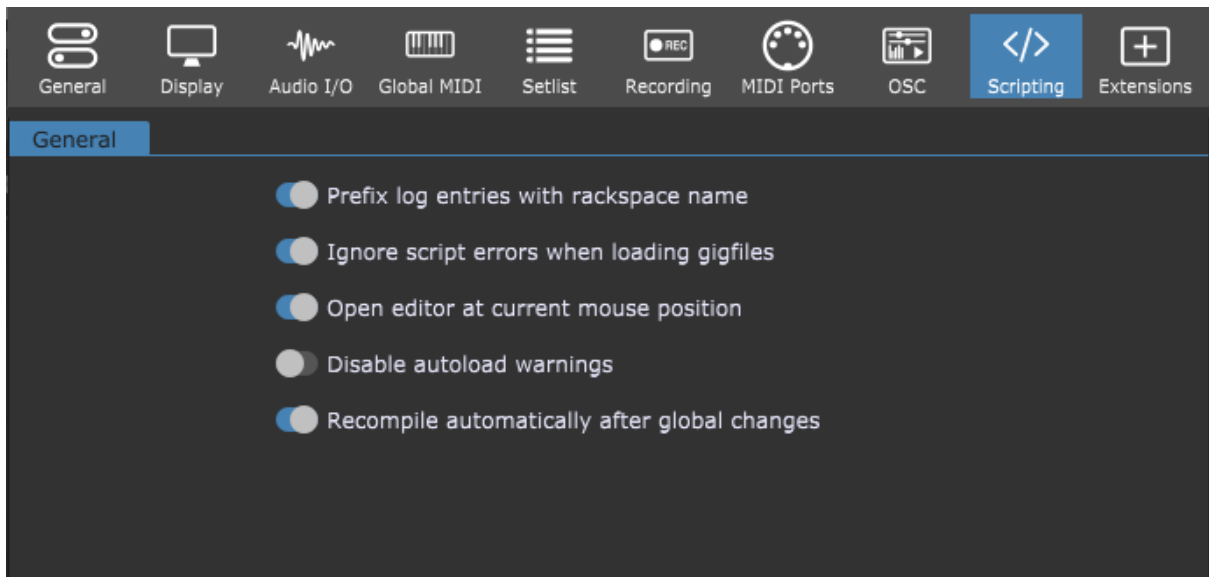 General
Display
Audio I/O
Global MIDI
Setlist
REC
Recording
MIDI Ports
OSC
</>
Scripting
Extensions
General
Prefix log entries with rackspace name
Ignore script errors when loading gigfiles
Open editor at current mouse position
Disable autoload warnings
Recompile automatically after global changes